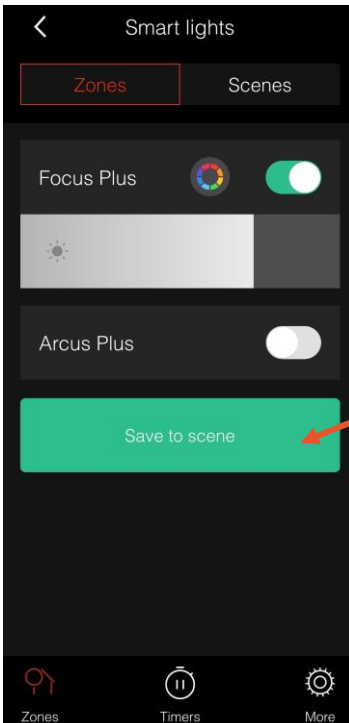 Smart lights
Zones Scenes
Focus Plus
Arcus Plus
Save to scene
Zones Timers More